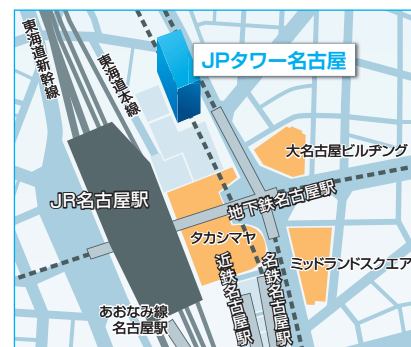 東海道新幹線
東海道本線
JPタワー名古屋
大名古屋ビルヂング
JR名古屋駅
地下鉄名古屋駅
タカシマヤ
ミッドランドスクエア
近鉄名古屋駅
名鉄名古屋駅
あおなみ線
名古屋駅